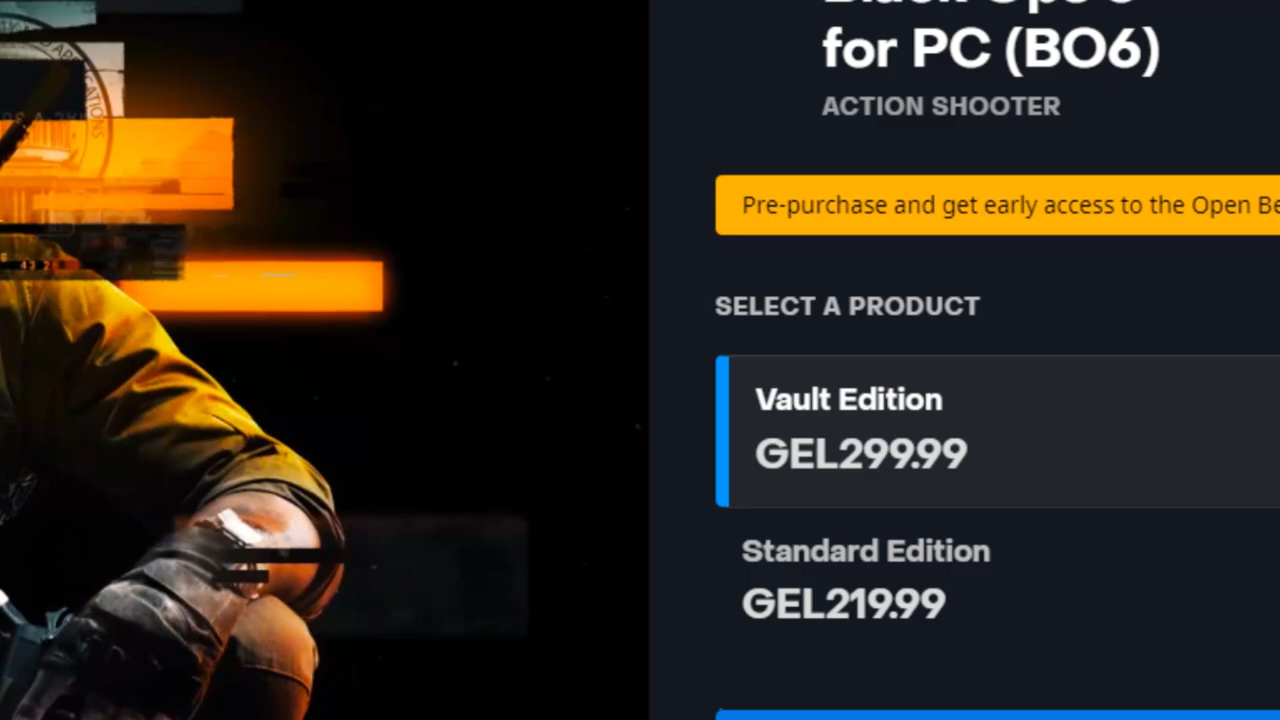 for PC (BO6)
ACTION SHOOTER
Pre-purchase and get early access to the Open
SELECT A PRODUCT
Vault Edition
GEL299.99
Standard Edition
GEL219.99